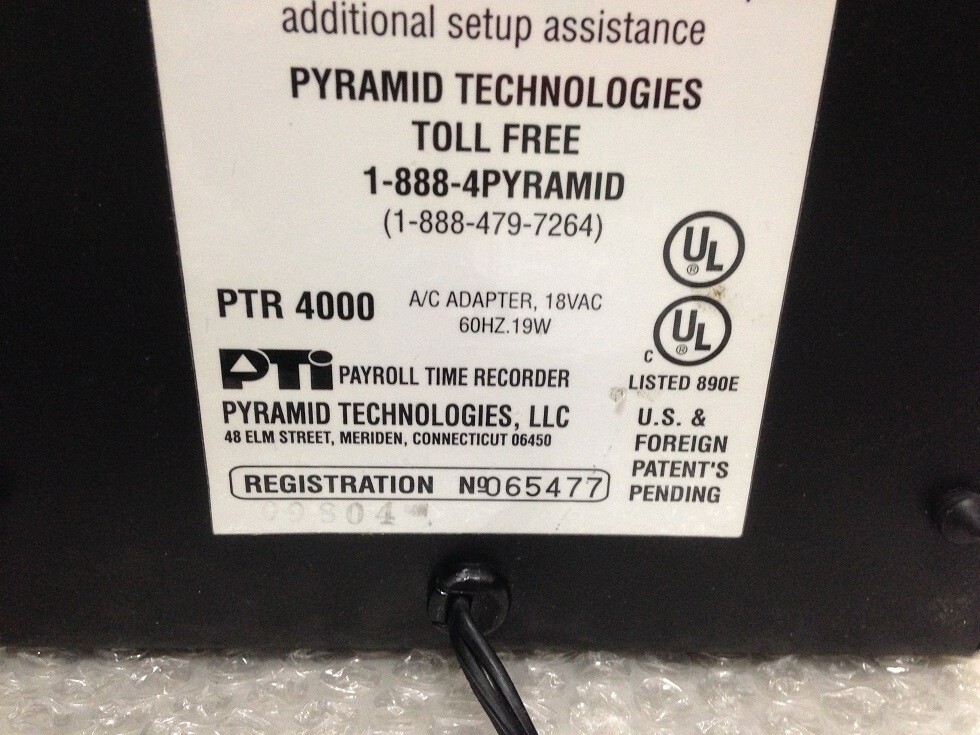 additional setup assistance
PYRAMID TECHNOLOGIES
TOLL FREE
1-888-4PYRAMID
(1-888-479-7264)
UL
®
PTR 4000
A/C ADAPTER, 18VAC
60HZ.19W
C UL
®
LISTED 890E
PTi PAYROLL TIME RECORDER
PYRAMID TECHNOLOGIES, LLC
48 ELM STREET, MERIDEN, CONNECTICUT 06450
REGISTRATION Nº065477
U.S. &
FOREIGN
PATENT'S
PENDING